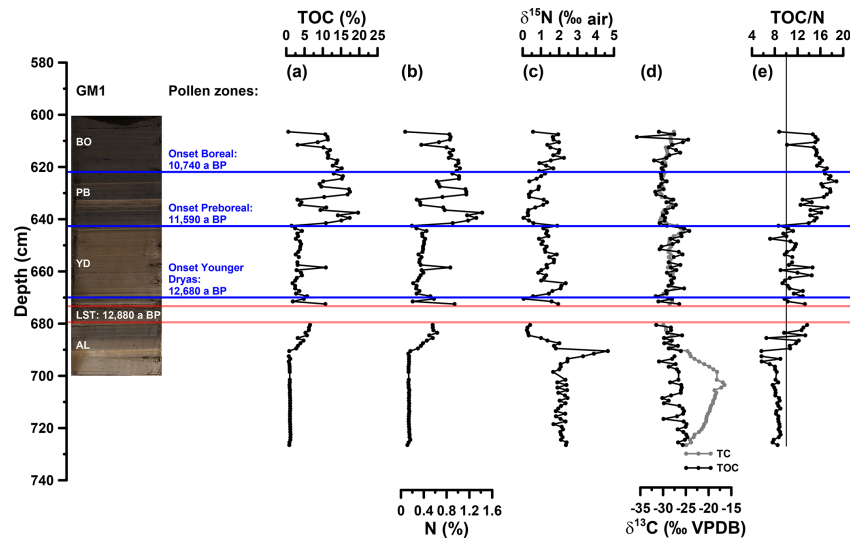 TOC (%)
δ15N (‰ air)
TOC/N
0 5 10 15 20 25
0 1 2 3 4 5
4 8 12 16 20
580
600
620
640
660
680
700
720
740
Depth (cm)
(a)
(b)
(c)
(d)
(e)
GM1
Pollen zones:
BO
Onset Boreal:
10,740 a BP
PB
Onset Preboreal:
11,590 a BP
YD
Onset Younger
Dryas:
12,680 a BP
LST: 12,880 a BP
AL
TC
TOC
0 0.4 0.8 1.2 1.6
N (%)
-35 -30 -25 -20 -15
δ13C (‰ VPDB)